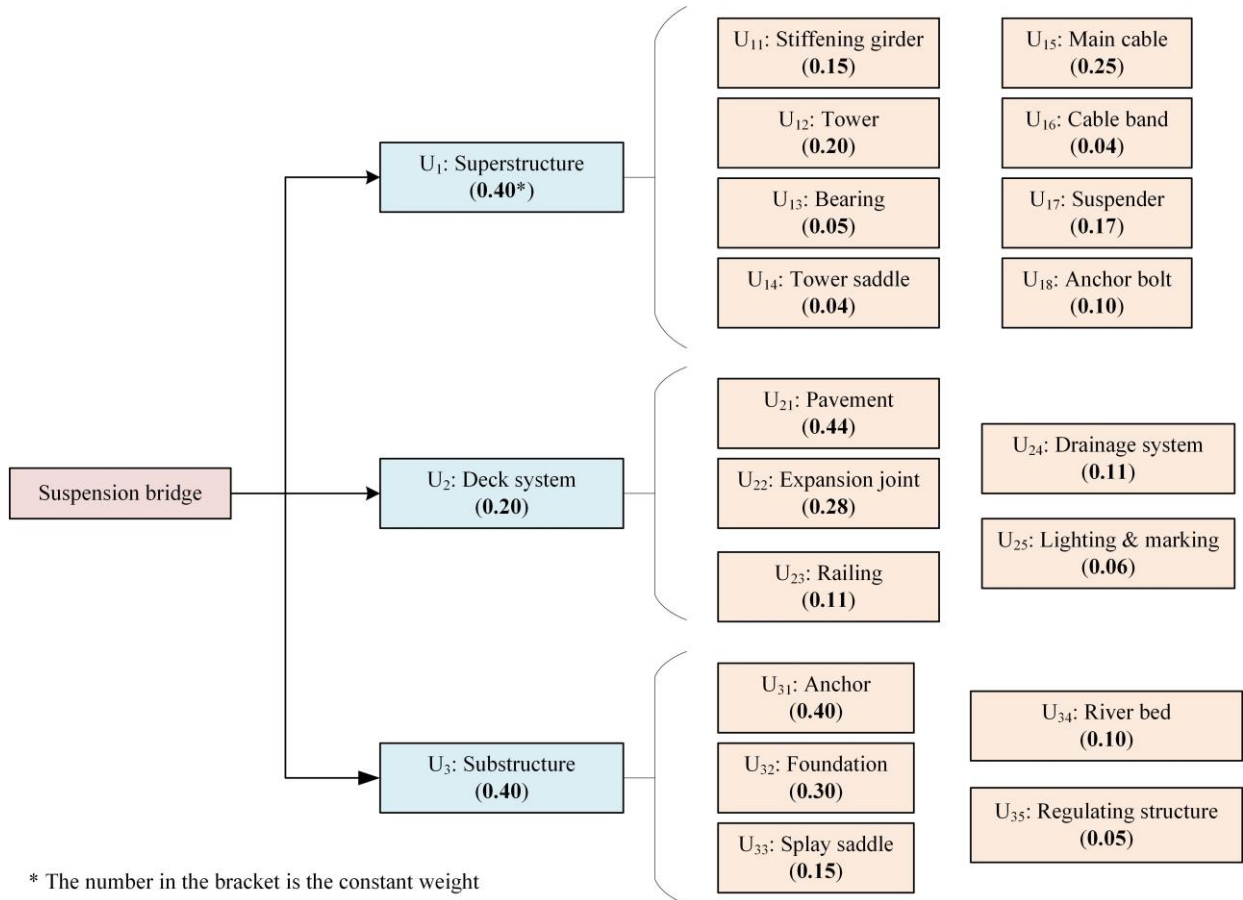 Suspension bridge
U₁: Superstructure
(0.40*)
U₁₁: Stiffening girder
(0.15)
U₁₂: Tower
(0.20)
U₁₃: Bearing
(0.05)
U₁₄: Tower saddle
(0.04)
U₁₅: Main cable
(0.25)
U₁₆: Cable band
(0.04)
U₁₇: Suspender
(0.17)
U₁₈: Anchor bolt
(0.10)
U₂: Deck system
(0.20)
U₂₁: Pavement
(0.44)
U₂₂: Expansion joint
(0.28)
U₂₃: Railing
(0.11)
U₂₄: Drainage system
(0.11)
U₂₅: Lighting & marking
(0.06)
U₃: Substructure
(0.40)
U₃₁: Anchor
(0.40)
U₃₂: Foundation
(0.30)
U₃₃: Splay saddle
(0.15)
U₃₄: River bed
(0.10)
U₃₅: Regulating structure
(0.05)
* The number in the bracket is the constant weight